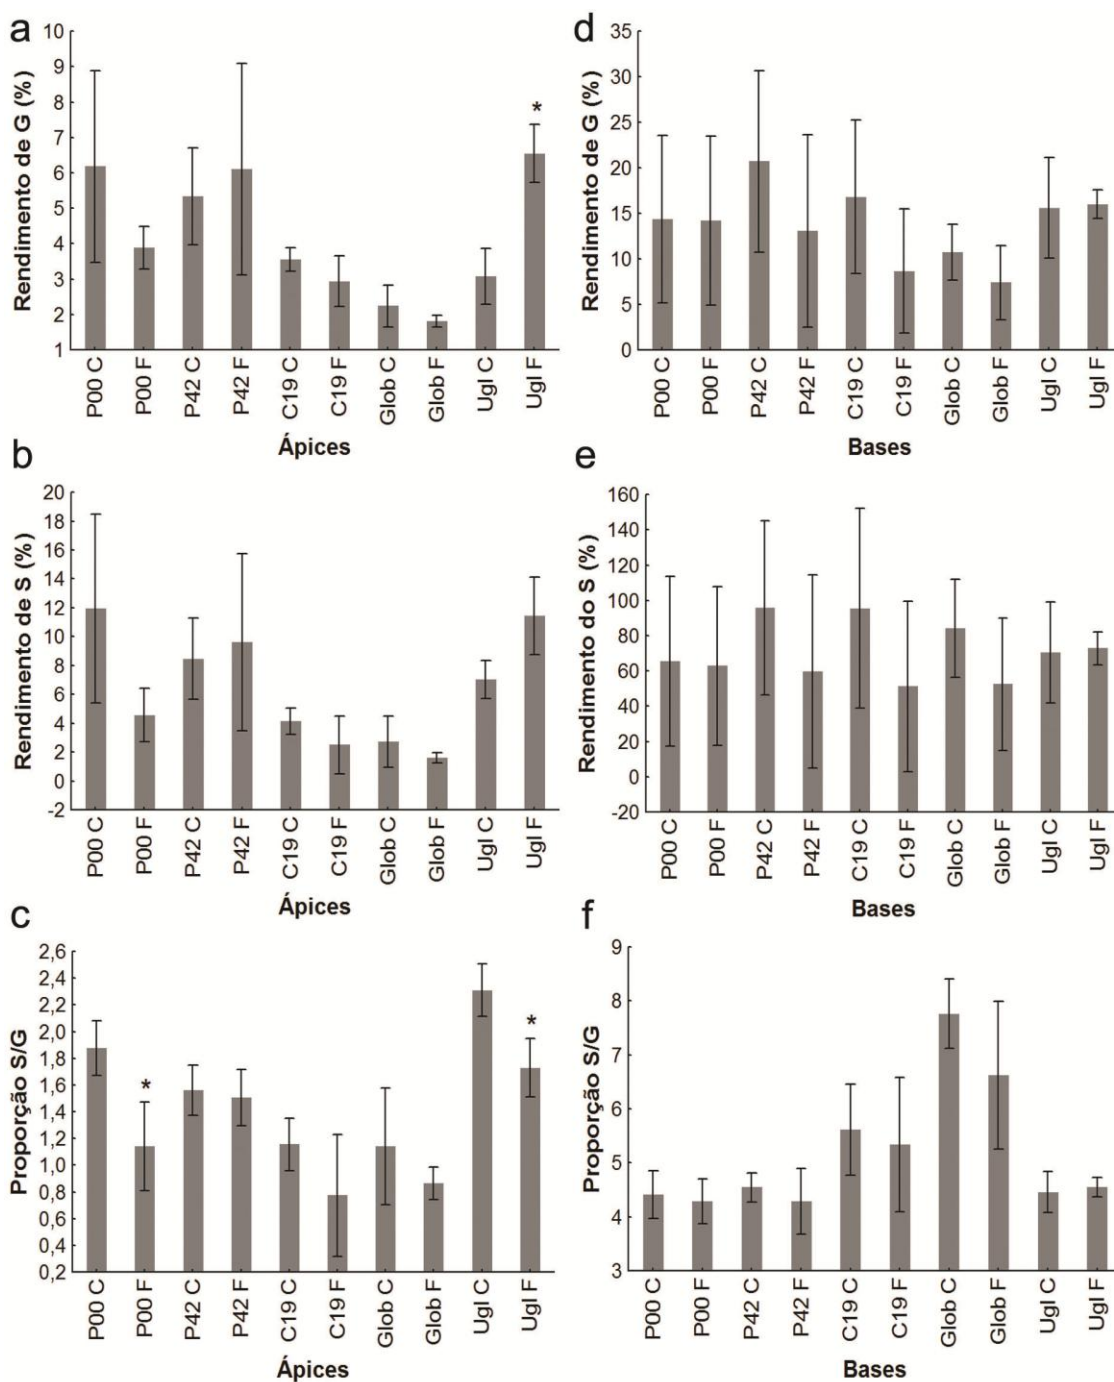 a
Rendimento de G (%)
10
9
8
7
6
5
4
3
2
1
*
P00 C
P00 F
P42 C
P42 F
C19 C
C19 F
Glob C
Glob F
Ugl C
Ugl F
Ápices
d
Rendimento de G (%)
35
30
25
20
15
10
5
0
P00 C
P00 F
P42 C
P42 F
C19 C
C19 F
Glob C
Glob F
Ugl C
Ugl F
Bases
b
Rendimento de S (%)
20
18
16
14
12
10
8
6
4
2
0
-2
P00 C
P00 F
P42 C
P42 F
C19 C
C19 F
Glob C
Glob F
Ugl C
Ugl F
Ápices
e
Rendimento do S (%)
160
140
120
100
80
60
40
20
0
-20
P00 C
P00 F
P42 C
P42 F
C19 C
C19 F
Glob C
Glob F
Ugl C
Ugl F
Bases
c
Proporção S/G
2,6
2,4
2,2
2,0
1,8
1,6
1,4
1,2
1,0
0,8
0,6
0,4
0,2
*
*
P00 C
P00 F
P42 C
P42 F
C19 C
C19 F
Glob C
Glob F
Ugl C
Ugl F
Ápices
f
Proporção S/G
9
8
7
6
5
4
3
P00 C
P00 F
P42 C
P42 F
C19 C
C19 F
Glob C
Glob F
Ugl C
Ugl F
Bases